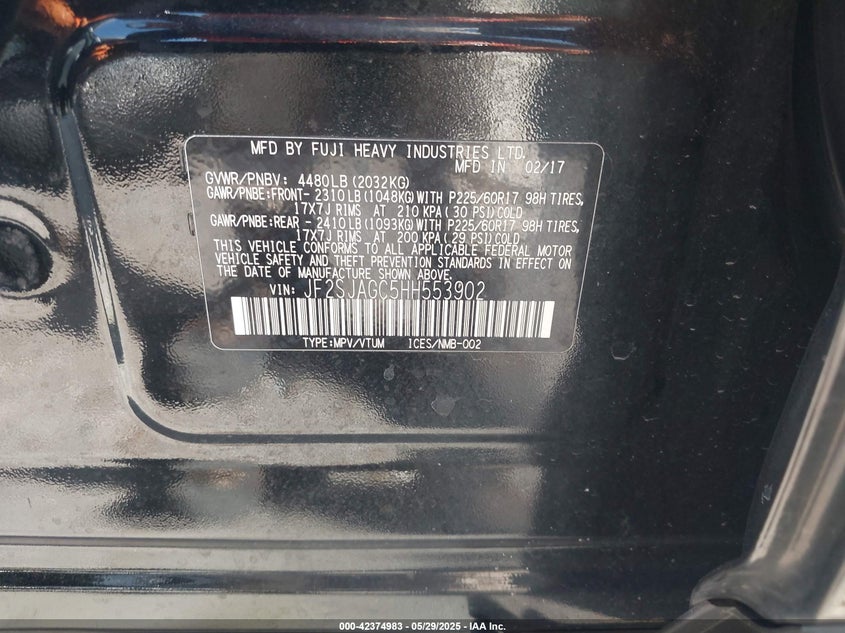 MFD BY FUJI HEAVY INDUSTRIES LTD.
MFD IN 02/17
GVWR/PNBV: 4480LB(2032KG)
GAWR/PNBE:FRONT- 2310LB(1048KG)WITH P225/60R17 98H TIRES,
17X7J RIMS AT 210 KPA(30 PSI)COLD
GAWR/PNBE:REAR - 2410LB(1093KG)WITH P225/60R17 98H TIRES,
17X7J RIMS AT 200 KPA(29 PSI)COLD
THIS VEHICLE CONFORMS TO ALL APPLICABLE FEDERAL MOTOR
VEHICLE SAFETY AND THEFT PREVENTION STANDARDS IN EFFECT ON
THE DATE OF MANUFACTURE SHOWN ABOVE.
VIN: JF2SJAGC5HH553902
TYPE:MPV/VTUM ICES/NMB-002
000-42374983 - 05/29/2025 - IAA Inc.